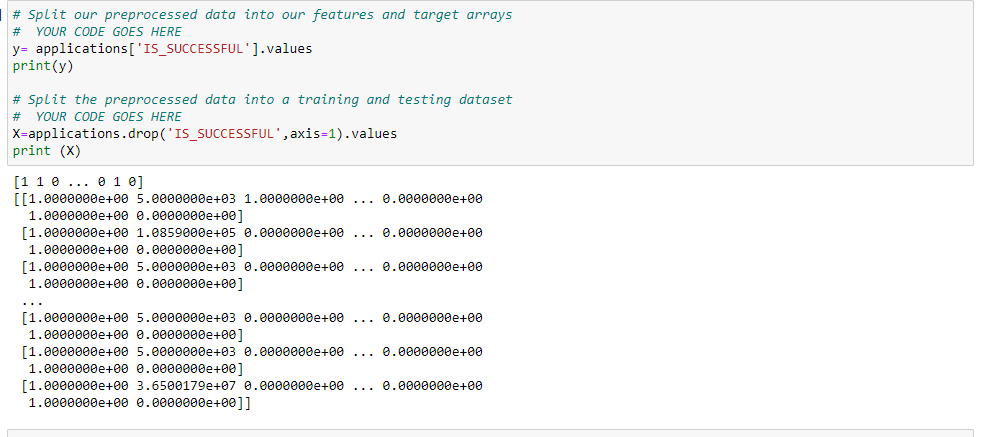 # Split our preprocessed data into our features and target arrays
#  YOUR CODE GOES HERE
y= applications['IS_SUCCESSFUL'].values
print(y)
# Split the preprocessed data into a training and testing dataset
#  YOUR CODE GOES HERE
X=applications.drop('IS_SUCCESSFUL',axis=1).values
print (X)
[1 1 0 ... 0 1 0]
[[1.0000000e+00 5.0000000e+03 1.0000000e+00 ... 0.0000000e+00
  1.0000000e+00 0.0000000e+00]
 [1.0000000e+00 1.0859000e+05 0.0000000e+00 ... 0.0000000e+00
  1.0000000e+00 0.0000000e+00]
 [1.0000000e+00 5.0000000e+03 0.0000000e+00 ... 0.0000000e+00
  1.0000000e+00 0.0000000e+00]
 ...
 [1.0000000e+00 5.0000000e+03 0.0000000e+00 ... 0.0000000e+00
  1.0000000e+00 0.0000000e+00]
 [1.0000000e+00 5.0000000e+03 0.0000000e+00 ... 0.0000000e+00
  1.0000000e+00 0.0000000e+00]
 [1.0000000e+00 3.6500179e+07 0.0000000e+00 ... 0.0000000e+00
  1.0000000e+00 0.0000000e+00]]